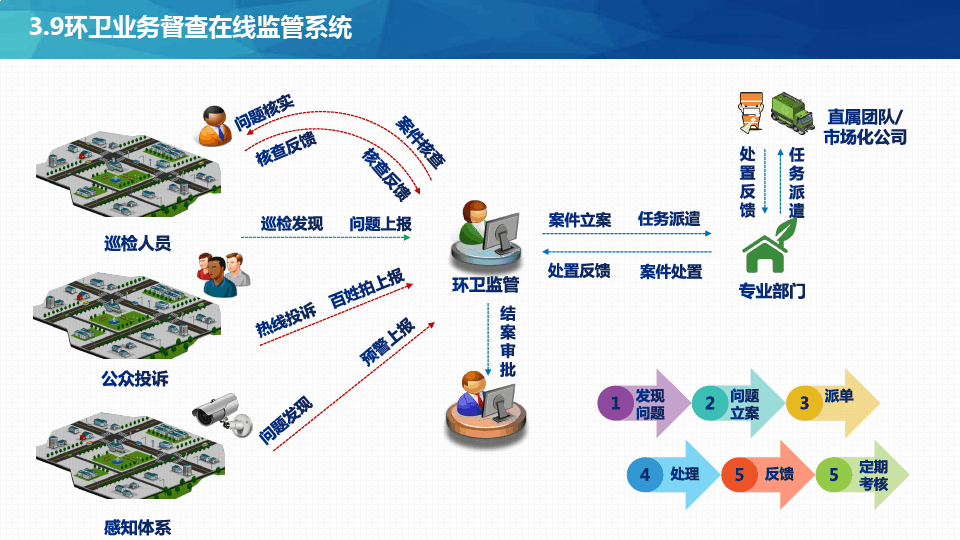 3.9环卫业务督查在线监管系统
问题核实
案件核查
核查反馈
核查反馈
巡检人员
巡检发现
问题上报
热线投诉
百姓拍上报
公众投诉
问题发现
预警上报
感知体系
环卫监管
结案审批
案件立案
任务派遣
处置反馈
案件处置
直属团队/
市场化公司
处置反馈
任务派遣
专业部门
1
发现
问题
2
问题
立案
3
派单
4
处理
5
反馈
5
定期
考核